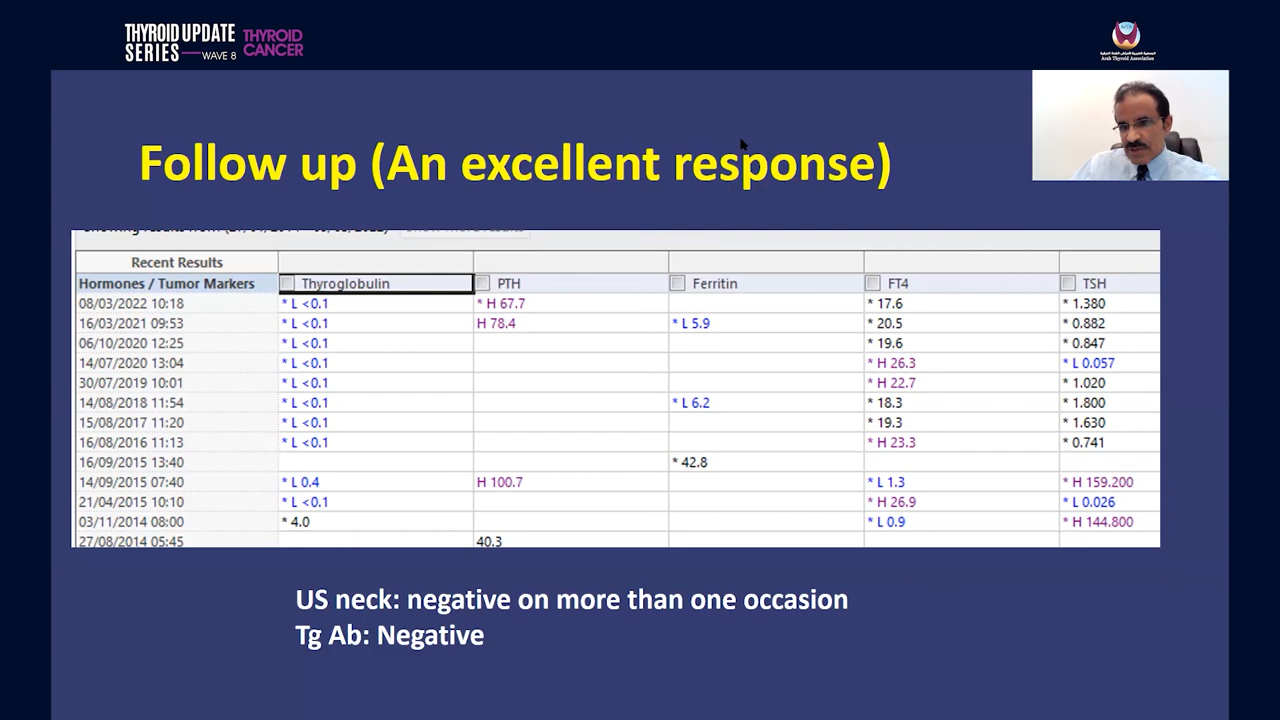 THYROID UPDATE THYROID
SERIES — WAVE 8 CANCER
Arab Thyroid Association
Follow up (An excellent response)
Recent Results
Hormones / Tumor Markers Thyroglobulin PTH Ferritin FT4 TSH
08/03/2022 10:18 * L <0.1 * H 67.7 * 17.6 * 1.380
16/03/2021 09:53 * L <0.1 H 78.4 * L 5.9 * 20.5 * 0.882
06/10/2020 12:25 * L <0.1 * 19.6 * 0.847
14/07/2020 13:04 * L <0.1 * H 26.3 * L 0.057
30/07/2019 10:01 * L <0.1 * H 22.7 * 1.020
14/08/2018 11:54 * L <0.1 * L 6.2 * 18.3 * 1.800
15/08/2017 11:20 * L <0.1 * 19.3 * 1.630
16/08/2016 11:13 * L <0.1 * H 23.3 * 0.741
16/09/2015 13:40 * 42.8
14/09/2015 07:40 * L 0.4 H 100.7 * L 1.3 * H 159.200
21/04/2015 10:10 * L <0.1 * H 26.9 * L 0.026
03/11/2014 08:00 * 4.0 * L 0.9 * H 144.800
27/08/2014 05:45 40.3
US neck: negative on more than one occasion
Tg Ab: Negative